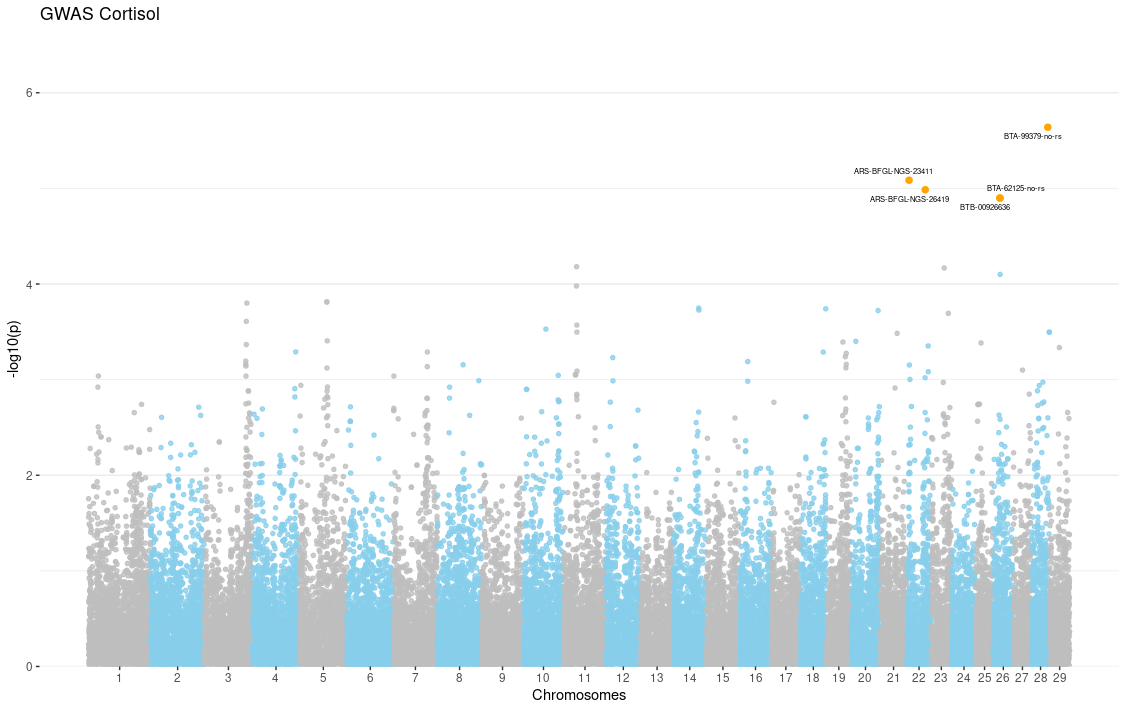 GWAS Cortisol
6
BTA-99379-no-rs
ARS-BFGL-NGS-23411
BTA-62125-no-rs
ARS-BFGL-NGS-26419
BTB-00926636
4
-log10(p)
2
0
1 2 3 4 5 6 7 8 9 10 11 12 13 14 15 16 17 18 19 20 21 22 23 24 25 26 27 28 29
Chromosomes